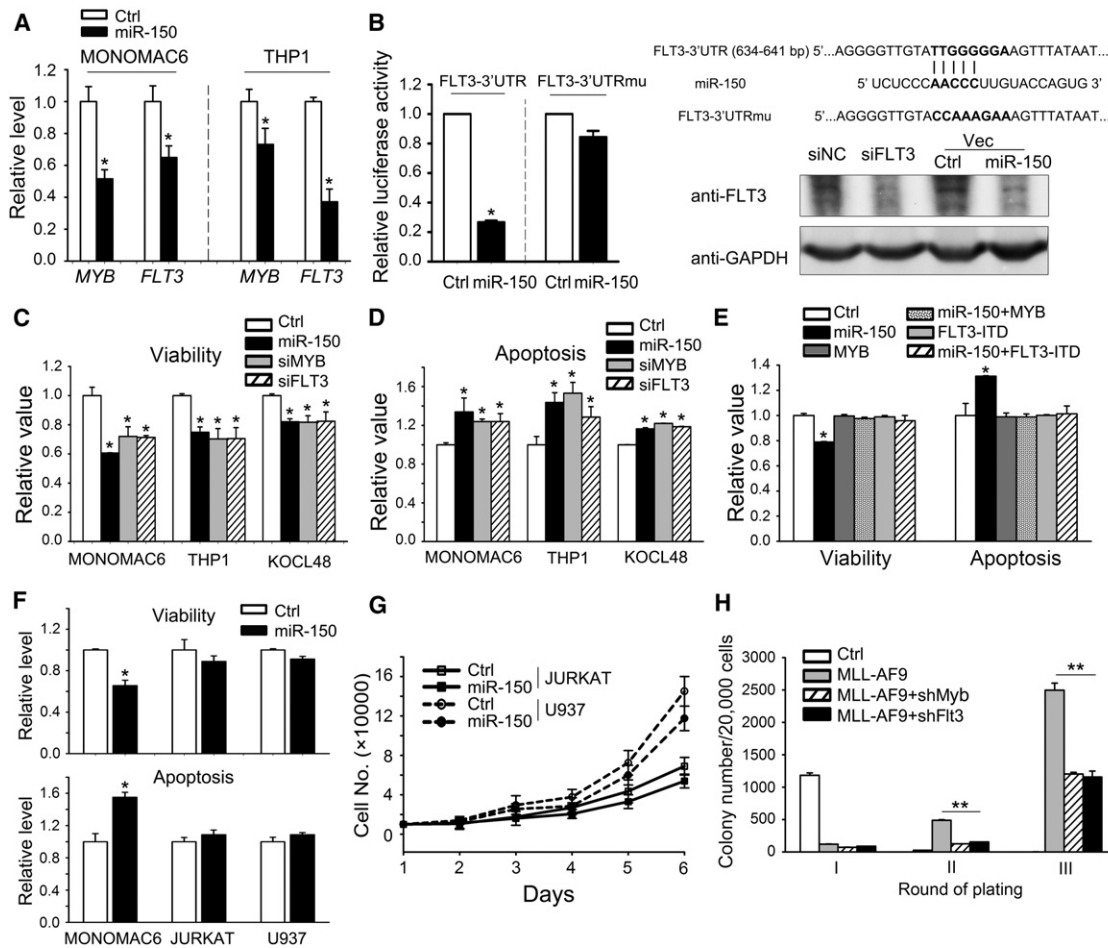 A
Ctrl
miR-150
MONOMAC6
THP1
Relative level
1.2
1.0
0.8
0.6
0.4
0.2
0.0
*
*
*
*
MYB
FLT3
MYB
FLT3
B
FLT3-3'UTR
FLT3-3'UTRmu
Relative luciferase activity
1.2
1.0
0.8
0.6
0.4
0.2
0.0
*
Ctrl miR-150
Ctrl miR-150
FLT3-3'UTR (634-641 bp) 5'...AGGGGTTGTATTGGGGGAAGTTTATAAT...
miR-150 5' UCUCCCAACCCUUGUACCAGUG 3'
FLT3-3'UTRmu 5'...AGGGGTTGTACCAAAGAAAGTTTATAAT...
Vec
siNC siFLT3 Ctrl miR-150
anti-FLT3
anti-GAPDH
C
Ctrl
miR-150
siMYB
siFLT3
Viability
Relative value
1.2
1.0
0.8
0.6
0.4
0.2
0.0
* * *
* * *
* * *
MONOMAC6 THP1 KOCL48
D
Ctrl
miR-150
siMYB
siFLT3
Apoptosis
Relative value
1.6
1.2
0.8
0.4
0.0
* * *
* * *
* * *
MONOMAC6 THP1 KOCL48
E
Ctrl
miR-150
MYB
miR-150+MYB
FLT3-ITD
miR-150+FLT3-ITD
Relative value
1.4
1.2
1.0
0.8
0.6
0.4
0.2
0.0
*
*
Viability Apoptosis
F
Viability
Ctrl
miR-150
Relative level
1.2
0.8
0.4
0.0
*
Apoptosis
Relative level
1.6
1.2
0.8
0.4
0.0
*
MONOMAC6 JURKAT U937
G
Ctrl
miR-150
JURKAT
Ctrl
miR-150
U937
Cell No. (×10000)
16
12
8
4
0
1 2 3 4 5 6
Days
H
Ctrl
MLL-AF9
MLL-AF9+shMyb
MLL-AF9+shFlt3
Colony number/20,000 cells
3000
2500
2000
1500
1000
500
0
**
**
I II III
Round of plating